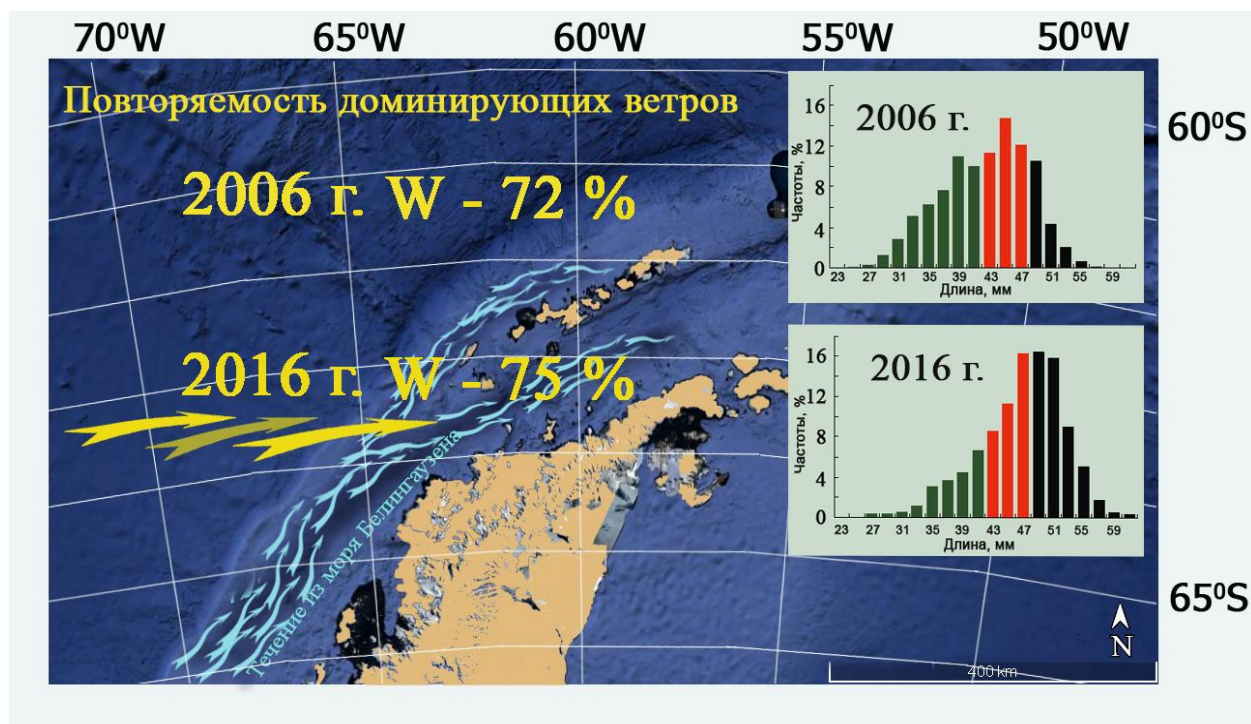 70⁰W 65⁰W 60⁰W 55⁰W 50⁰W
60⁰S
65⁰S
Повторяемость доминирующих ветров
2006 г. W - 72 %
2016 г. W - 75 %
Течение из моря Белингаузена
2006 г.
Частоты, %
16
12
8
4
0
23 27 31 35 39 43 47 51 55 59
Длина, мм
2016 г.
Частоты, %
16
12
8
4
0
23 27 31 35 39 43 47 51 55 59
Длина, мм
N
400 km